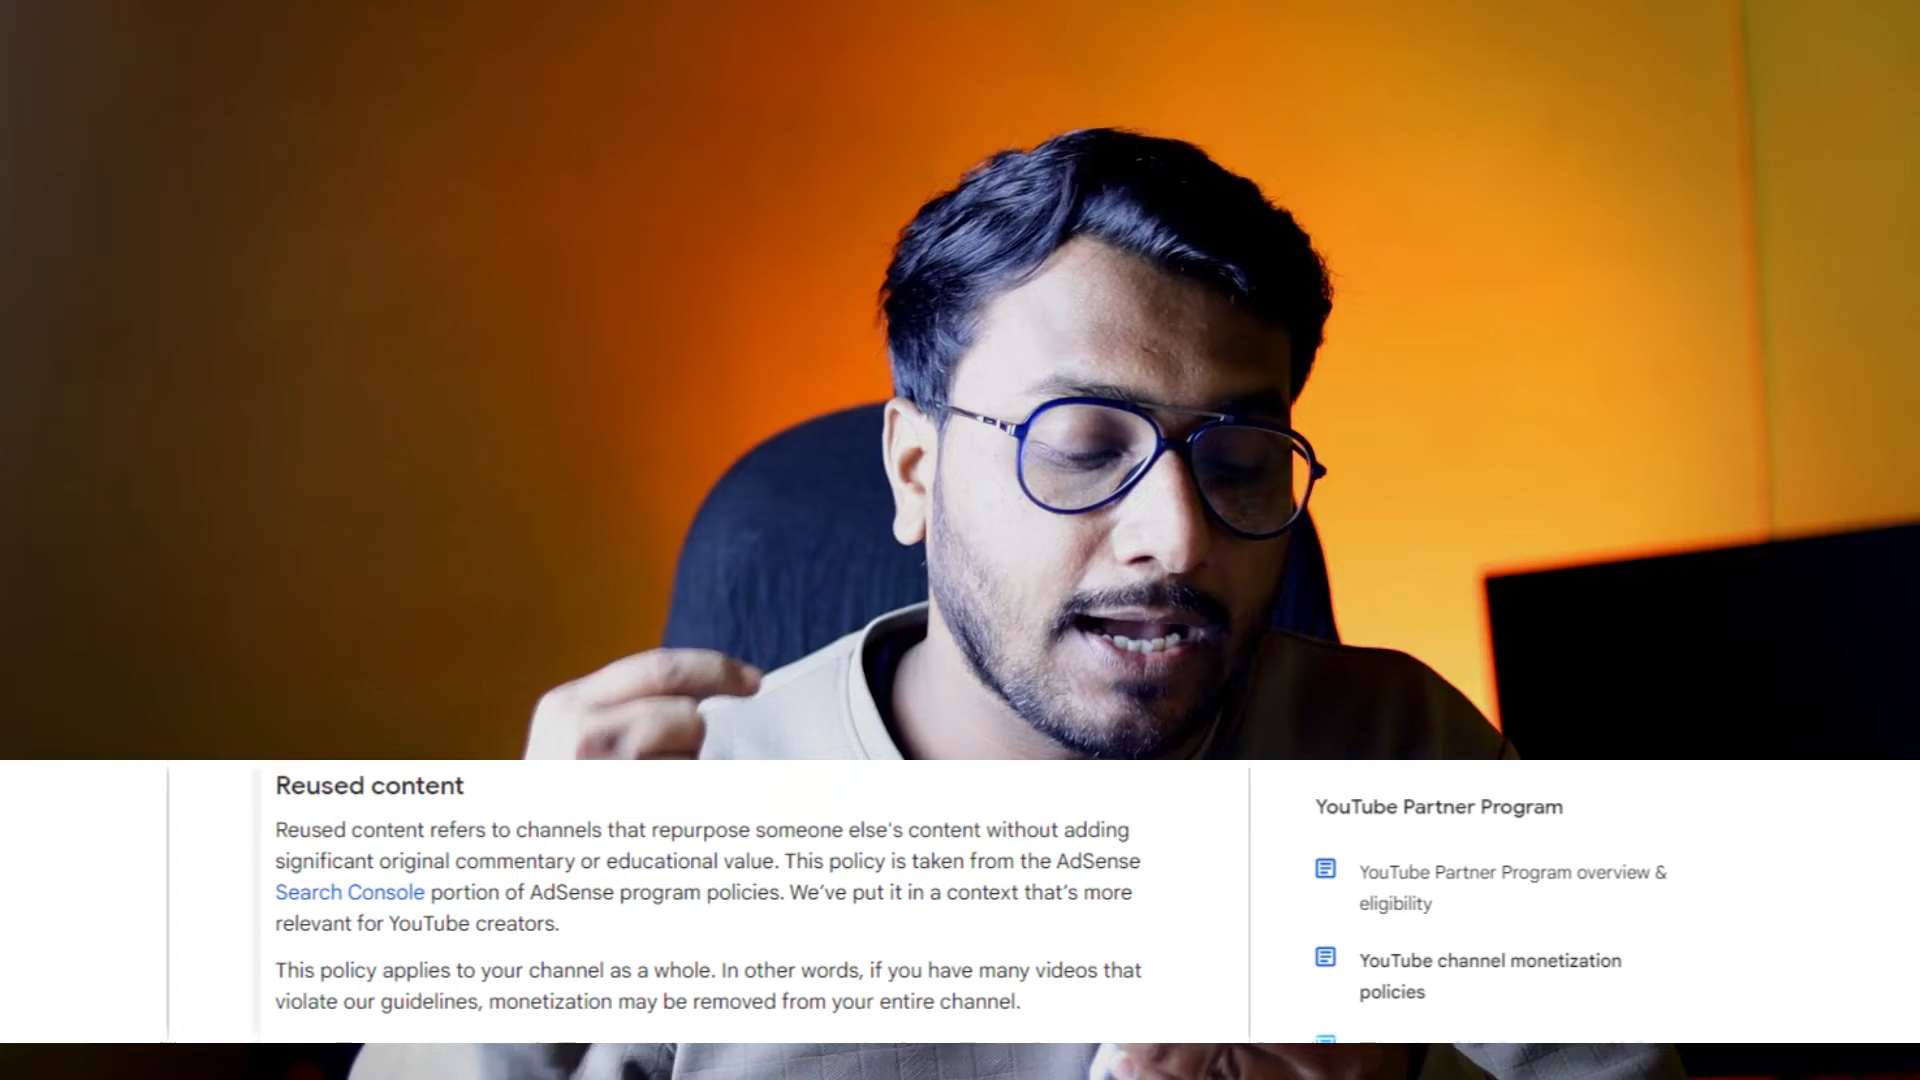 Reused content
Reused content refers to channels that repurpose someone else's content without adding
significant original commentary or educational value. This policy is taken from the AdSense
Search Console portion of AdSense program policies. We've put it in a context that's more
relevant for YouTube creators.
This policy applies to your channel as a whole. In other words, if you have many videos that
violate our guidelines, monetization may be removed from your entire channel.
YouTube Partner Program
YouTube Partner Program overview &
eligibility
YouTube channel monetization
policies